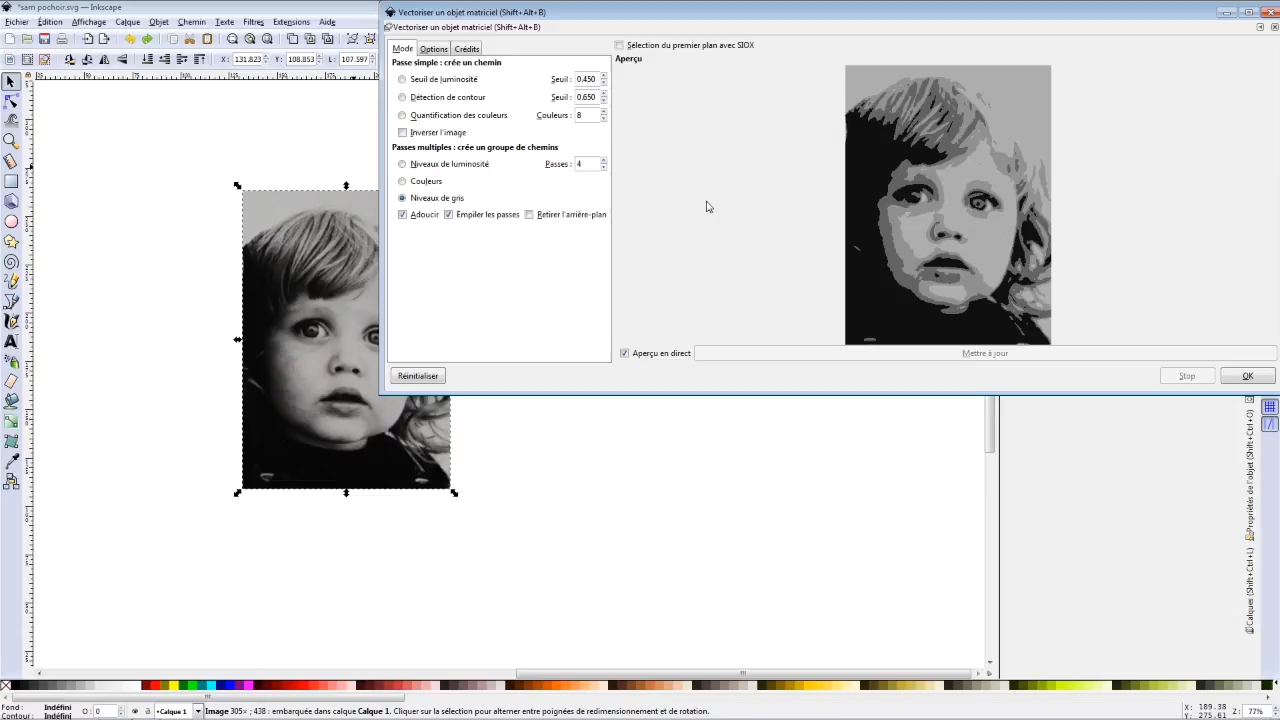 *sam pochoir.svg — Inkscape
Fichier Édition Affichage Calque Objet Chemin Texte Filtres Extensions Aide
X: 131.823 Y: 108.853 L: 107.597
Vectoriser un objet matriciel (Shift+Alt+B)
Vectoriser un objet matriciel (Shift+Alt+B)
Mode Options Crédits
Passe simple : crée un chemin
Seuil de luminosité Seuil : 0.450
Détection de contour Seuil : 0.650
Quantification des couleurs Couleurs : 8
Inverser l'image
Passes multiples : crée un groupe de chemins
Niveaux de luminosité Passes : 4
Couleurs
Niveaux de gris
Adoucir Empiler les passes Retirer l'arrière-plan
Sélection du premier plan avec SIOX
Aperçu
Aperçu en direct Mettre à jour
Réinitialiser Stop OK
Propriétés de l'objet (Shift+Ctrl+O)
Calques (Shift+Ctrl+L)
Fond : Indéfini
Contour : Indéfini
O: 0
Calque 1
Image 305× ; 438 : embarquée dans calque Calque 1. Cliquer sur la sélection pour alterner entre poignées de redimensionnement et de rotation.
X: 189.38
Y: 275.61
Z: 77%